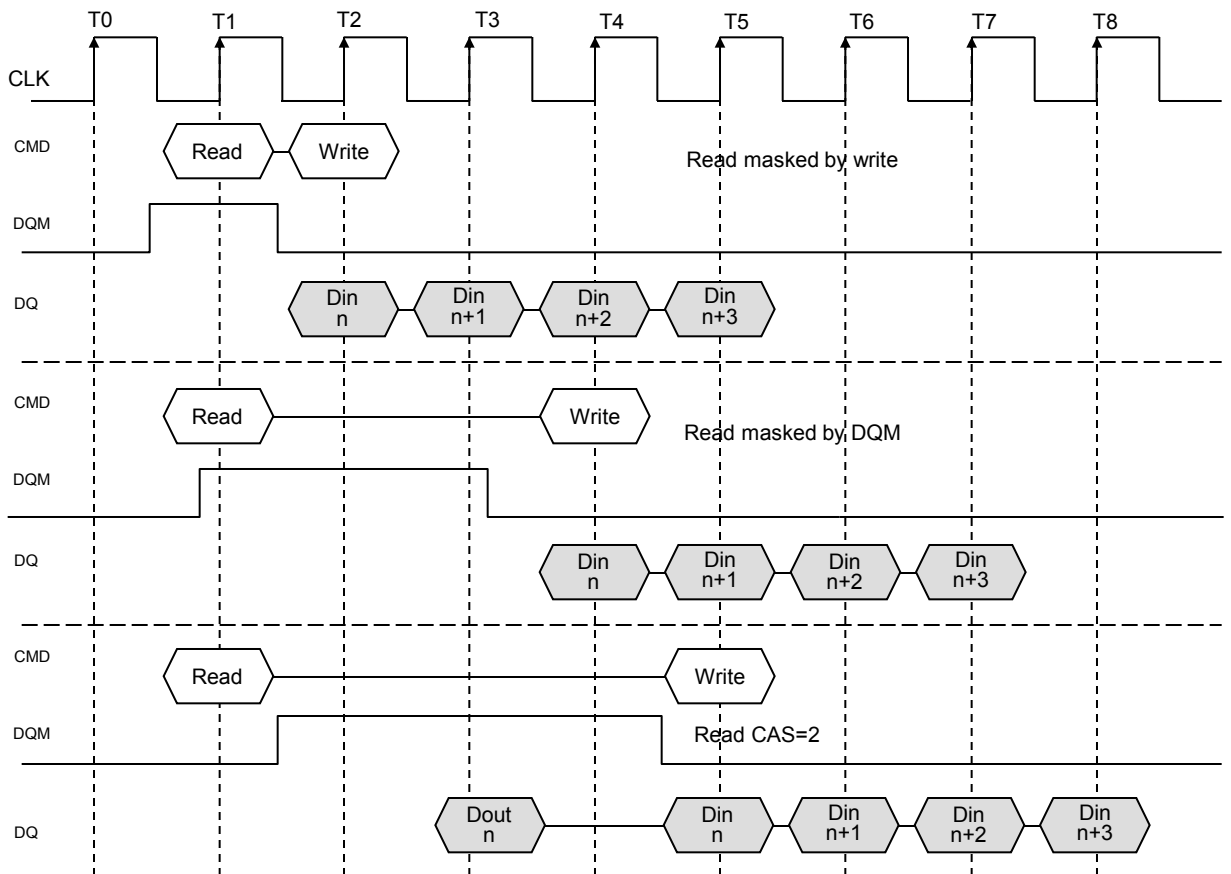 T0 T1 T2 T3 T4 T5 T6 T7 T8
CLK
CMD Read Write Read masked by write
DQM
DQ Din n Din n+1 Din n+2 Din n+3
CMD Read Write Read masked by DQM
DQM
DQ Din n Din n+1 Din n+2 Din n+3
CMD Read Write
DQM Read CAS=2
DQ Dout n Din n Din n+1 Din n+2 Din n+3